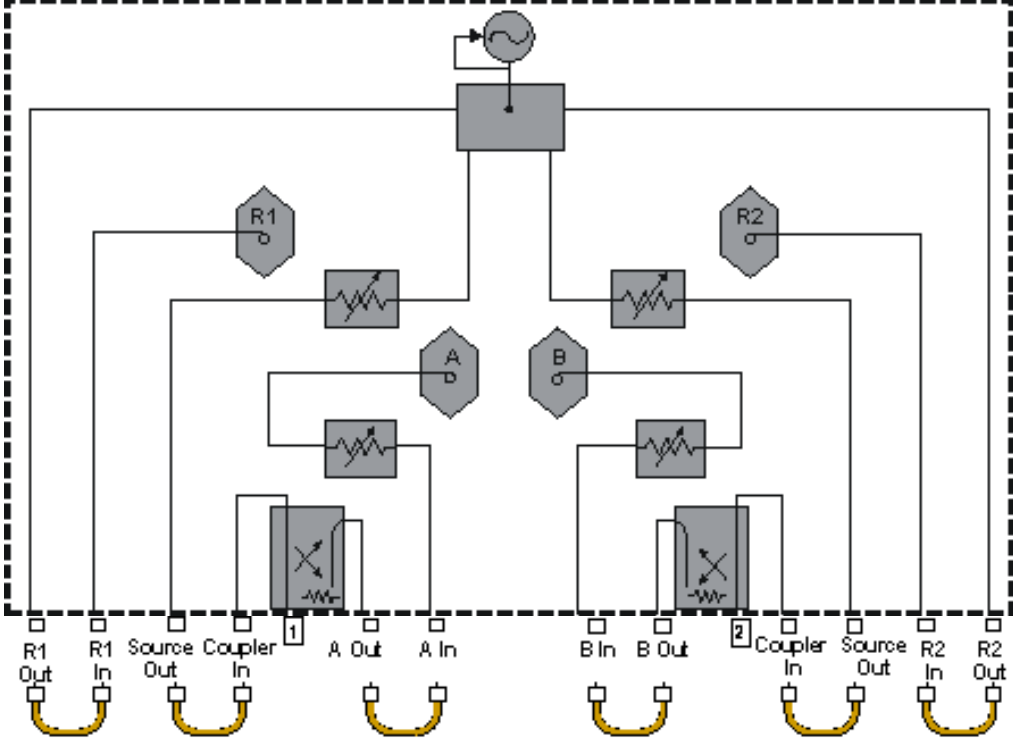 R1
R2
A
B
1
2
R1 Out
R1 In
Source Out
Coupler In
A Out
A In
B In
B Out
Coupler In
Source Out
R2 In
R2 Out